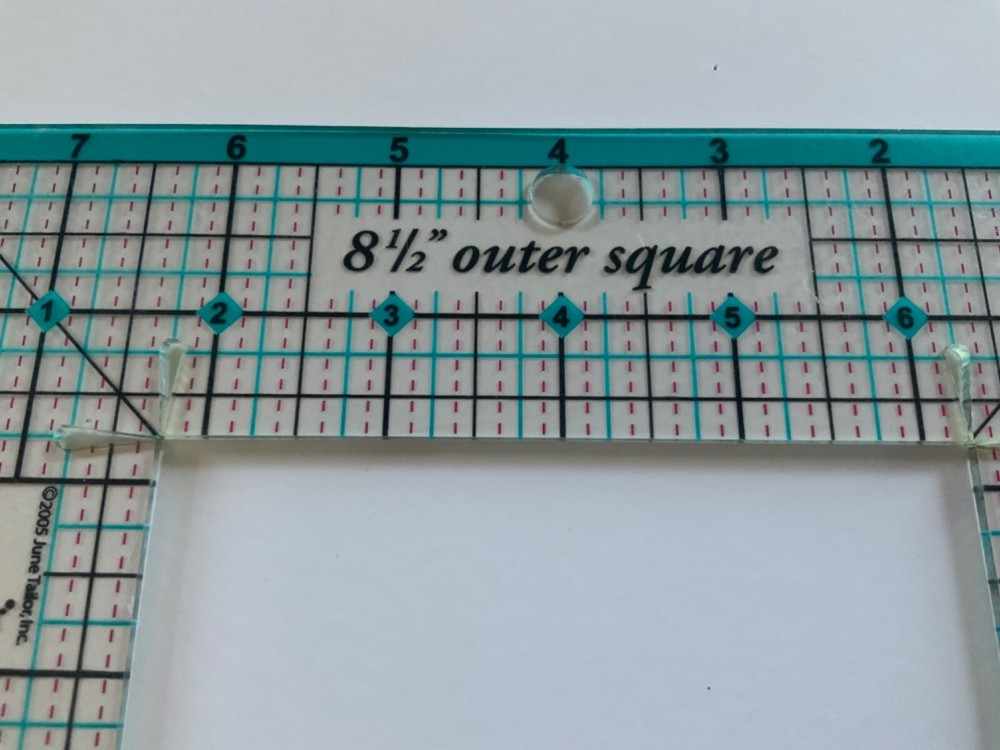 7 6 5 4 3 2
8½” outer square
1 2 3 4 5 6
©2005 June Tailor, Inc.